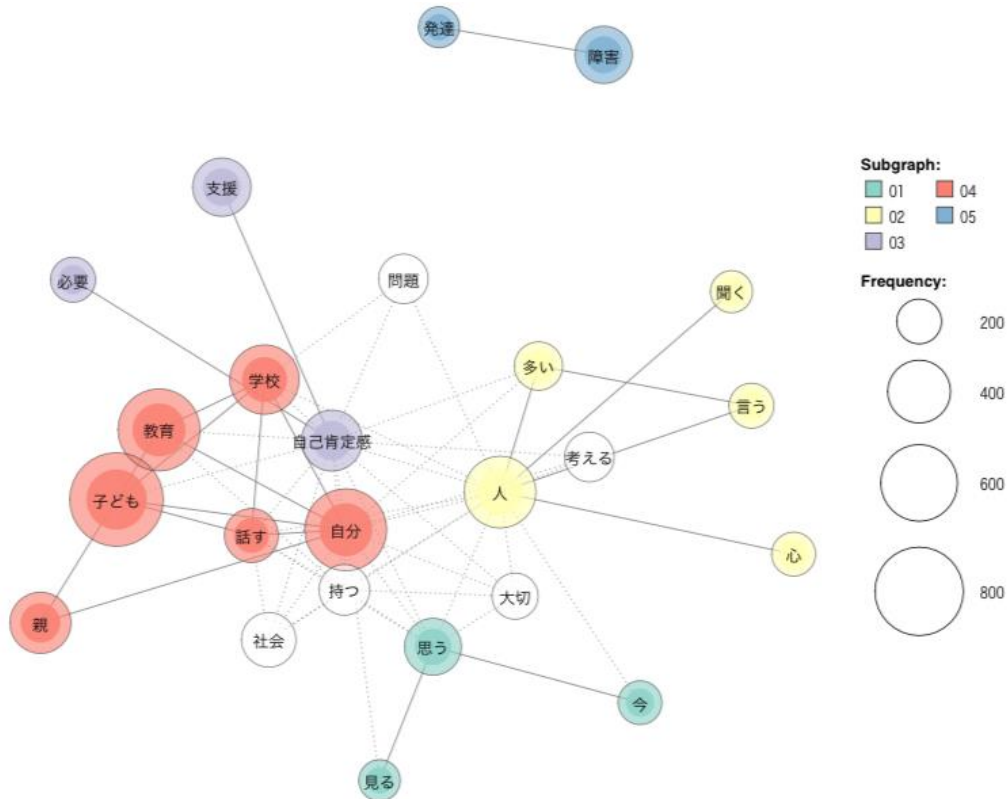 発達
障害
支援
必要
問題
聞く
多い
学校
言う
教育
自己肯定感
考える
人
子ども
話す
自分
心
持つ
大切
親
社会
思う
今
見る
Subgraph:
01
04
02
05
03
Frequency:
200
400
600
800